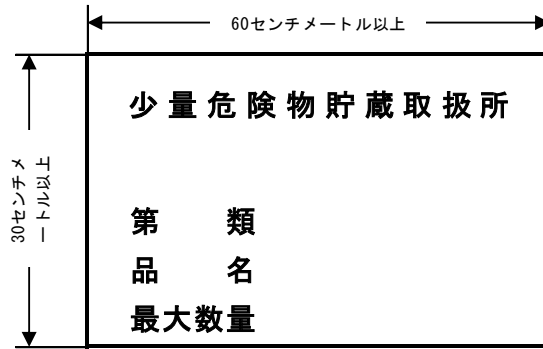 60センチメートル以上
少量危険物貯蔵取扱所
30センチメ
ートル以上
第　　類
品　　名
最大数量